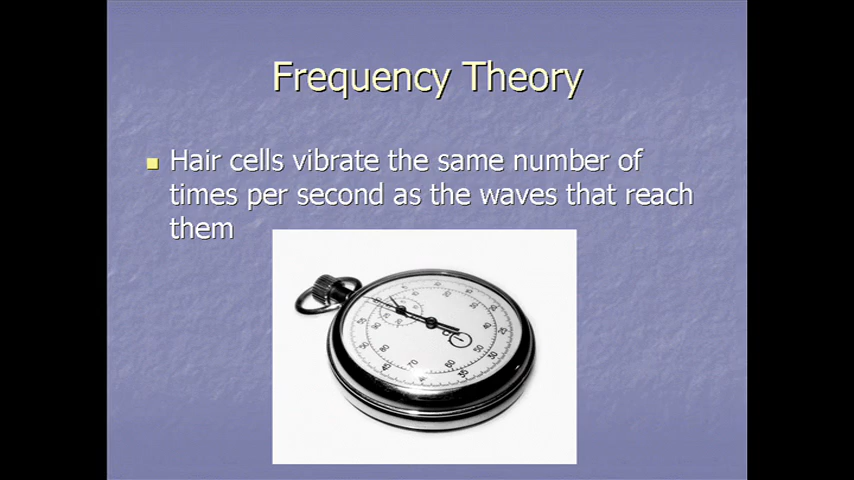 Frequency Theory
Hair cells vibrate the same number of
times per second as the waves that reach
them